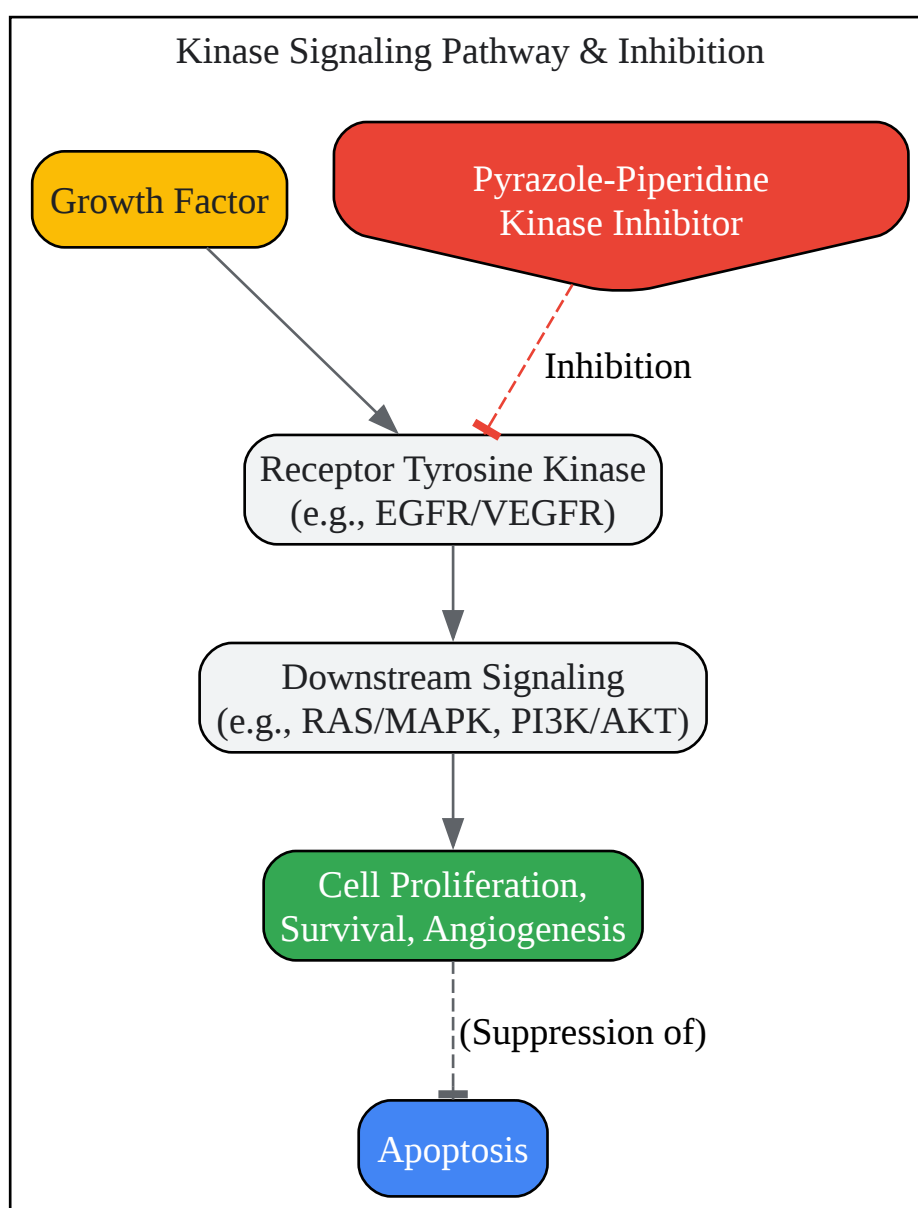 Kinase Signaling Pathway & Inhibition
Growth Factor
Pyrazole-Piperidine
Kinase Inhibitor
Inhibition
Receptor Tyrosine Kinase
(e.g., EGFR/VEGFR)
Downstream Signaling
(e.g., RAS/MAPK, PI3K/AKT)
Cell Proliferation,
Survival, Angiogenesis
(Suppression of)
Apoptosis